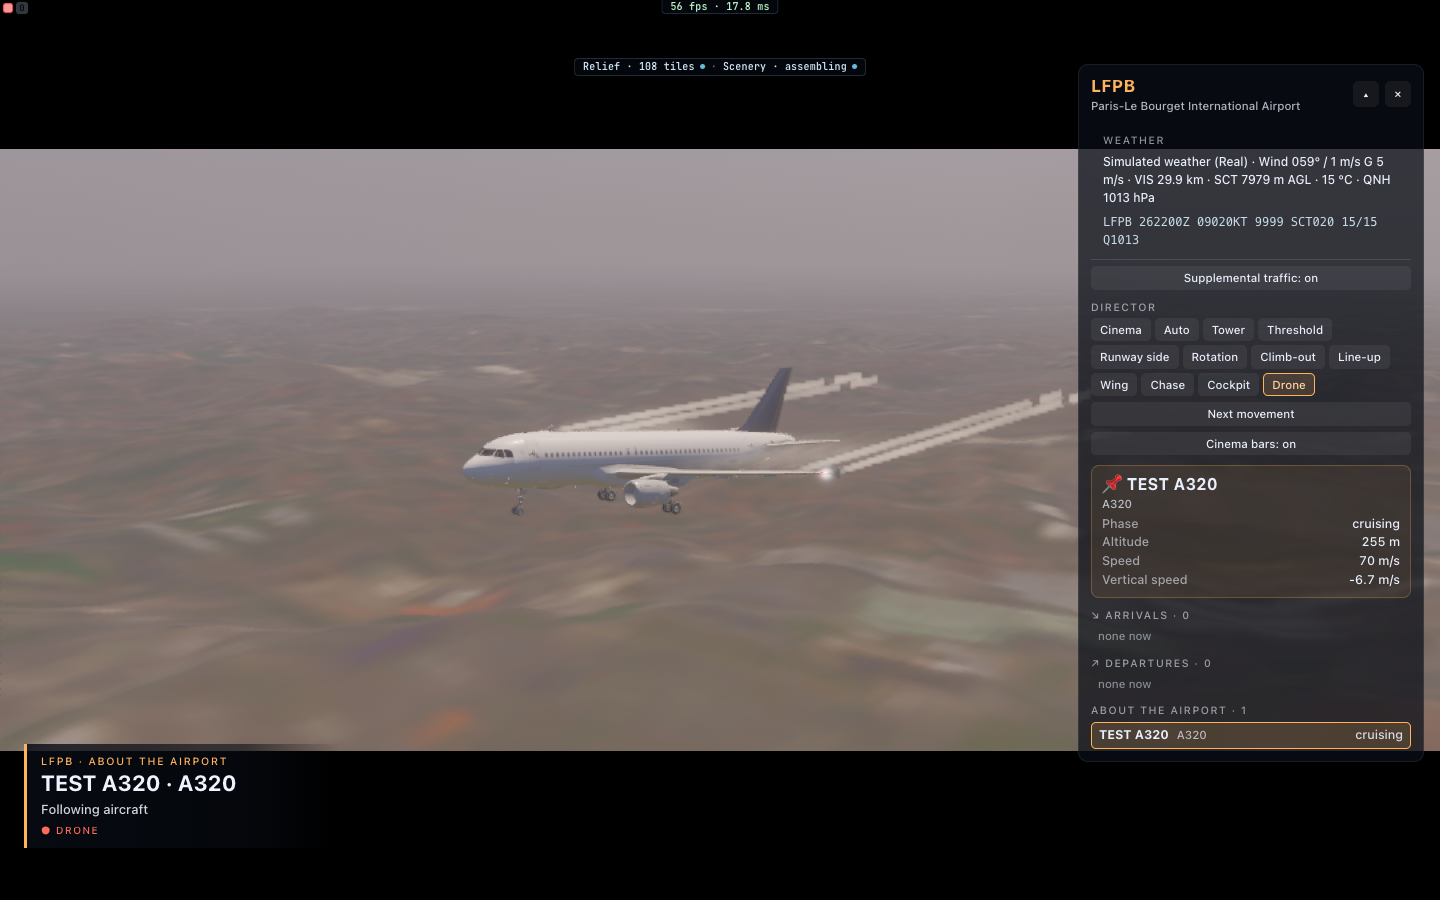 0
56 fps · 17.8 ms
Relief · 108 tiles · Scenery · assembling
LFPB
Paris-Le Bourget International Airport
WEATHER
Simulated weather (Real) · Wind 059° / 1 m/s G 5
m/s · VIS 29.9 km · SCT 7979 m AGL · 15 °C · QNH
1013 hPa
LFPB 262200Z 09020KT 9999 SCT020 15/15
Q1013
Supplemental traffic: on
DIRECTOR
Cinema Auto Tower Threshold
Runway side Rotation Climb-out Line-up
Wing Chase Cockpit Drone
Next movement
Cinema bars: on
TEST A320
A320
Phase cruising
Altitude 255 m
Speed 70 m/s
Vertical speed -6.7 m/s
↘ ARRIVALS · 0
none now
↗ DEPARTURES · 0
none now
ABOUT THE AIRPORT · 1
TEST A320 A320 cruising
LFPB · ABOUT THE AIRPORT
TEST A320 · A320
Following aircraft
DRONE